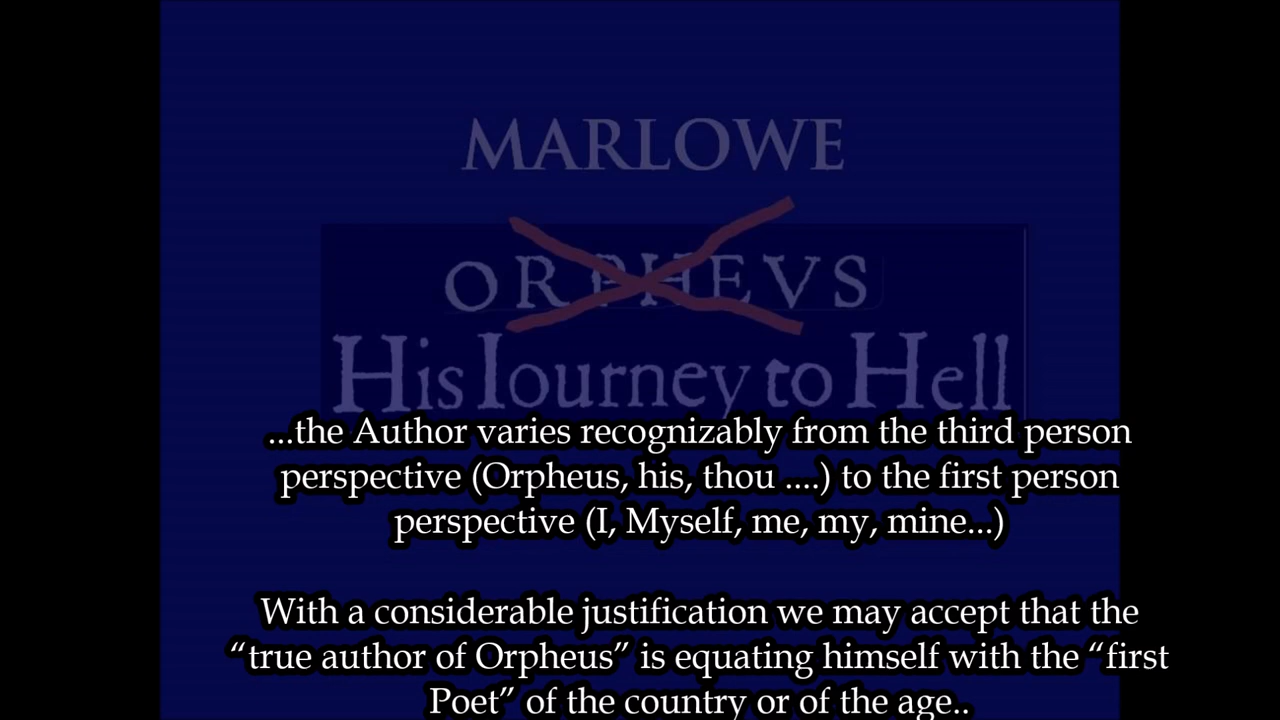 MARLOWE
ORPHEVS
His Iourney to Hell
...the Author varies recognizably from the third person
perspective (Orpheus, his, thou ....) to the first person
perspective (I, Myself, me, my, mine...)
With a considerable justification we may accept that the
“true author of Orpheus” is equating himself with the “first
Poet” of the country or of the age..